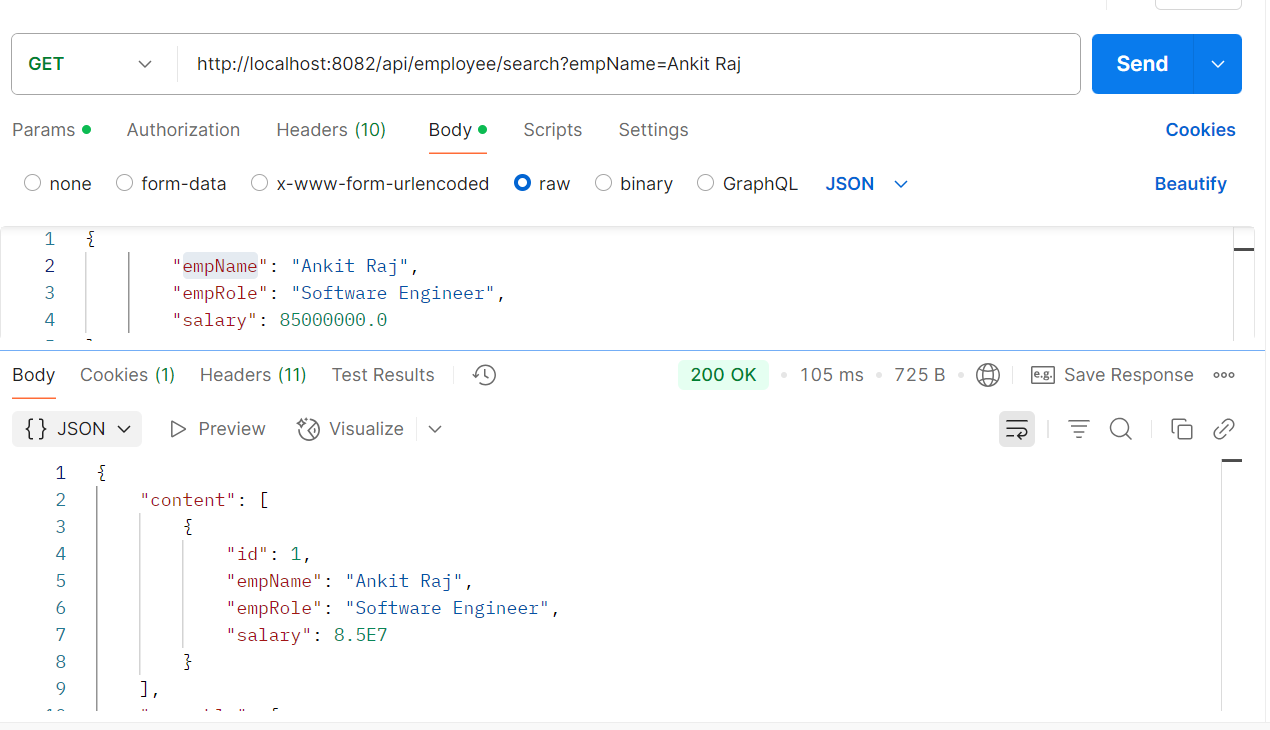 GET http://localhost:8082/api/employee/search?empName=Ankit Raj Send
Params Authorization Headers (10) Body Scripts Settings Cookies
none form-data x-www-form-urlencoded raw binary GraphQL JSON Beautify
1 {
2 "empName": "Ankit Raj",
3 "empRole": "Software Engineer",
4 "salary": 85000000.0
Body Cookies (1) Headers (11) Test Results 200 OK 105 ms 725 B e.g. Save Response
{} JSON Preview Visualize
1 {
2 "content": [
3 {
4 "id": 1,
5 "empName": "Ankit Raj",
6 "empRole": "Software Engineer",
7 "salary": 8.5E7
8 }
9 ],